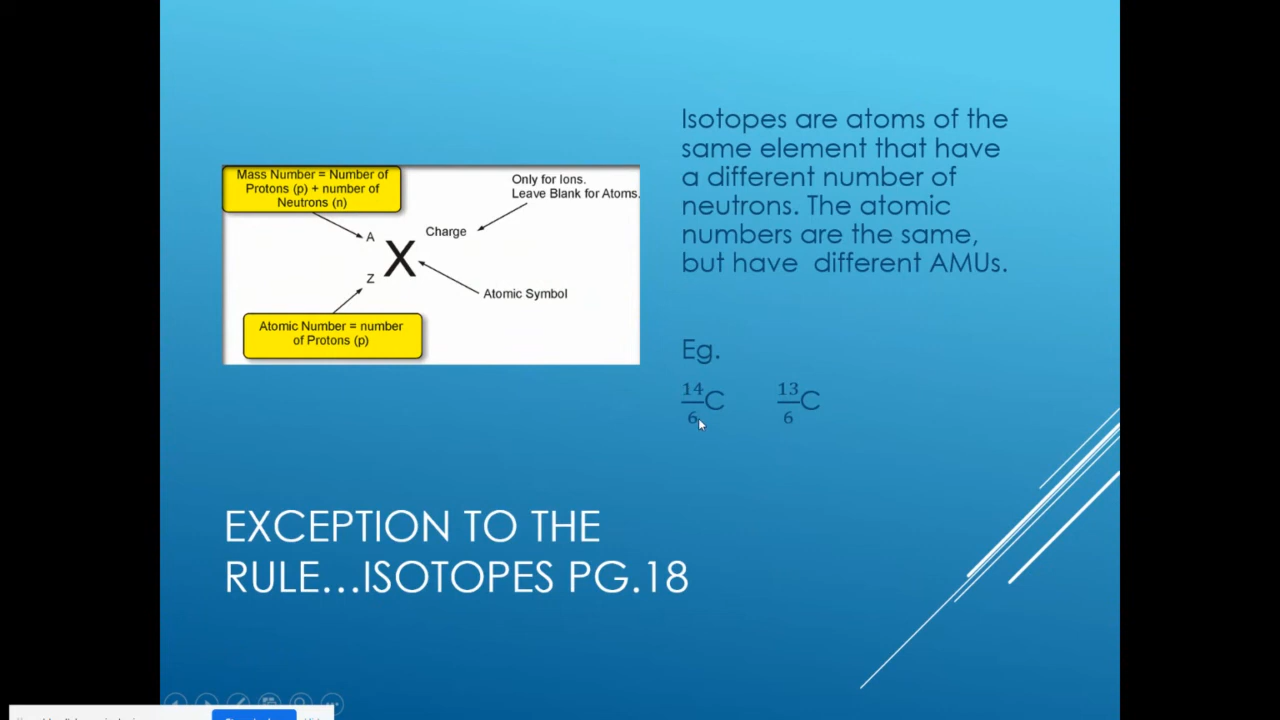 Mass Number = Number of
Protons (p) + number of
Neutrons (n)
Only for Ions.
Leave Blank for Atoms.
A
Charge
X
Z
Atomic Symbol
Atomic Number = number
of Protons (p)
Isotopes are atoms of the
same element that have
a different number of
neutrons. The atomic
numbers are the same,
but have  different AMUs.
Eg.
14/6 C 13/6 C
EXCEPTION TO THE
RULE...ISOTOPES PG.18